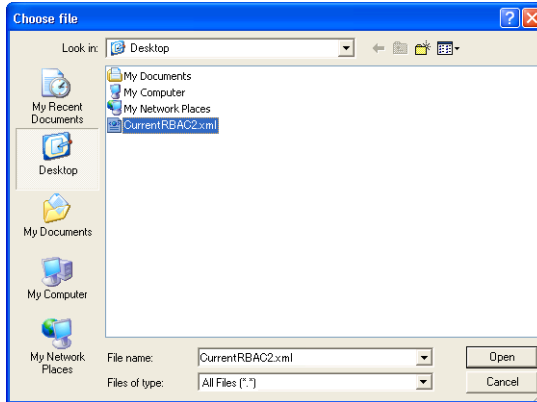 Choose file
Look in:
Desktop
My Recent
Documents
Desktop
My Documents
My Computer
My Network
Places
My Documents
My Computer
My Network Places
CurrentRBAC2.xml
File name:
CurrentRBAC2.xml
Open
Files of type:
All Files (*.*)
Cancel